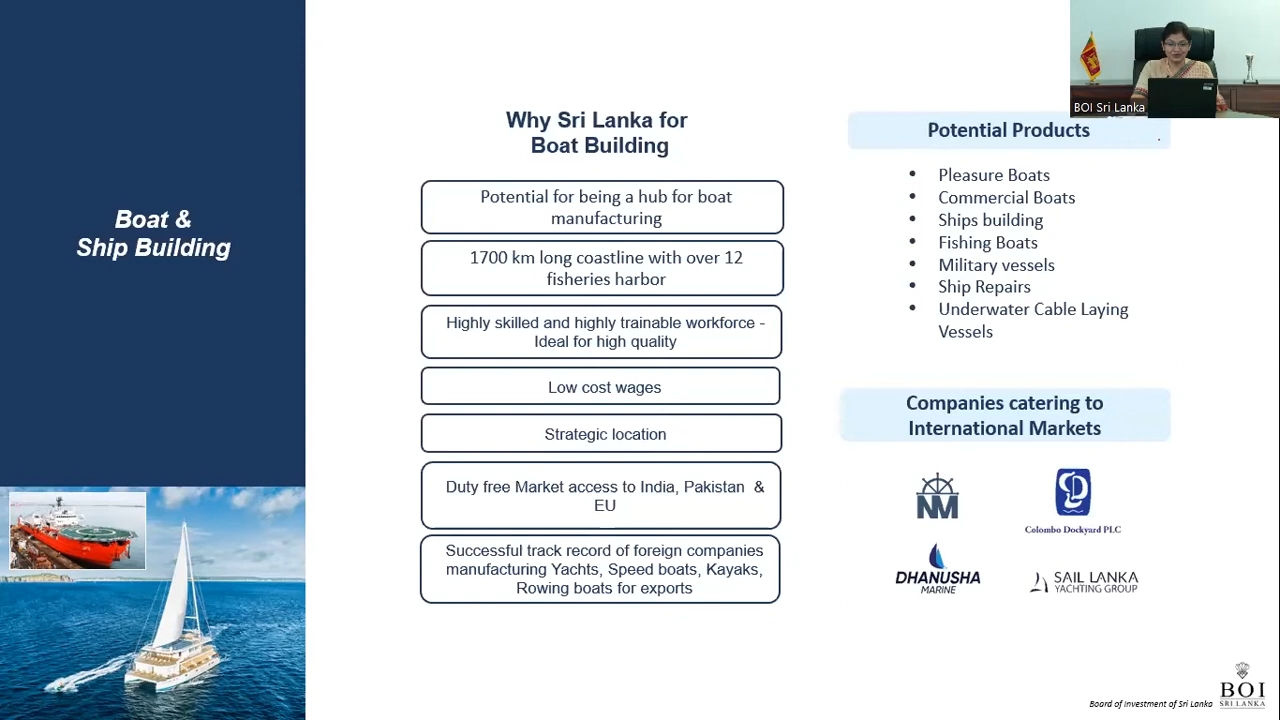 BOI Sri Lanka
Boat &
Ship Building
Why Sri Lanka for
Boat Building
Potential for being a hub for boat
manufacturing
1700 km long coastline with over 12
fisheries harbor
Highly skilled and highly trainable workforce -
Ideal for high quality
Low cost wages
Strategic location
Duty free Market access to India, Pakistan &
EU
Successful track record of foreign companies
manufacturing Yachts, Speed boats, Kayaks,
Rowing boats for exports
Potential Products
• Pleasure Boats
• Commercial Boats
• Ships building
• Fishing Boats
• Military vessels
• Ship Repairs
• Underwater Cable Laying
Vessels
Companies catering to
International Markets
NM
Colombo Dockyard PLC
DHANUSHA
MARINE
SAIL LANKA
YACHTING GROUP
Board of Investment of Sri Lanka
BOI
SRI LANKA